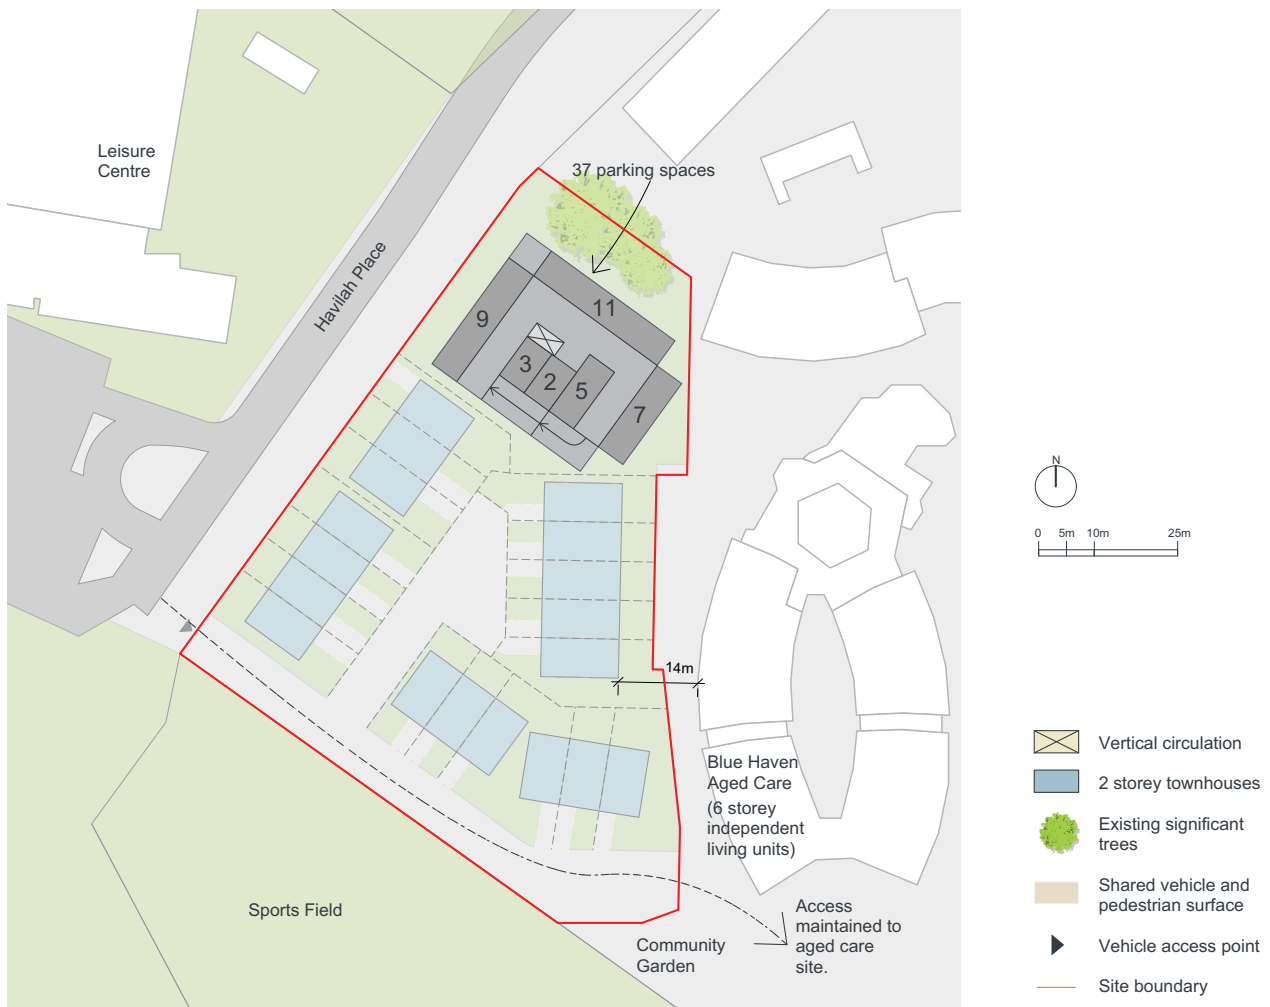 Leisure
Centre
37 parking spaces
Havilah Place
11
9
3
2
5
7
14m
Blue Haven
Aged Care
(6 storey
independent
living units)
Sports Field
Community
Garden
Access
maintained to
aged care
site.
N
0 5m 10m 25m
Vertical circulation
2 storey townhouses
Existing significant
trees
Shared vehicle and
pedestrian surface
Vehicle access point
Site boundary